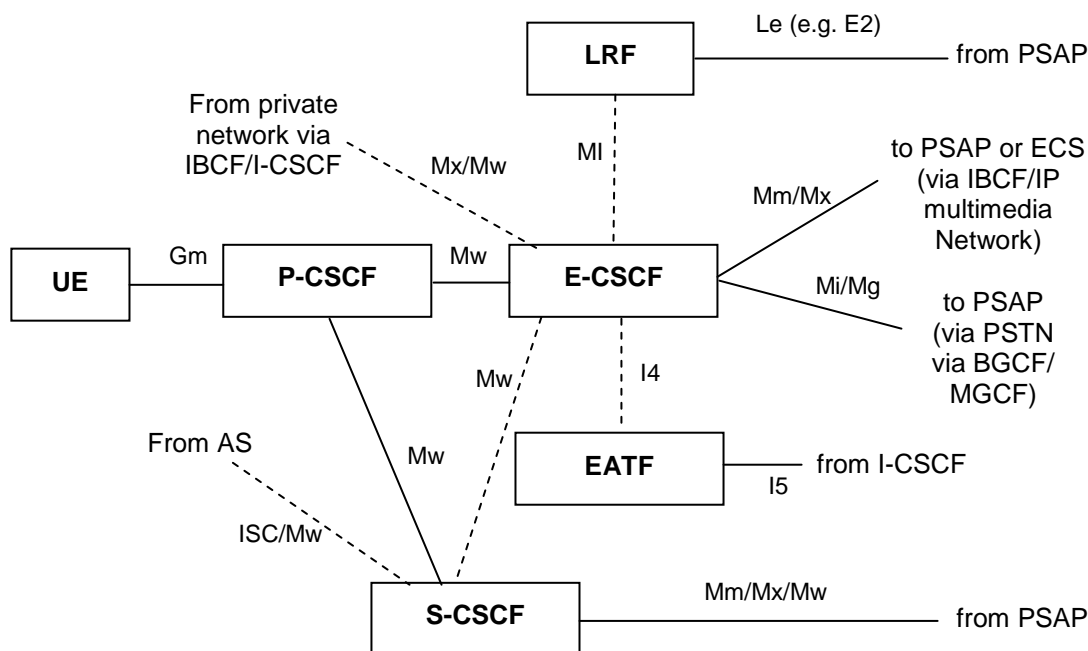 Le (e.g. E2)
LRF
from PSAP
From private
network via
IBCF/I-CSCF
Mx/Mw
Ml
to PSAP or ECS
(via IBCF/IP
multimedia
Network)
Mm/Mx
Gm
Mw
UE
P-CSCF
E-CSCF
Mi/Mg
to PSAP
(via PSTN
via BGCF/
MGCF)
Mw
I4
From AS
Mw
EATF
from I-CSCF
I5
ISC/Mw
S-CSCF
Mm/Mx/Mw
from PSAP